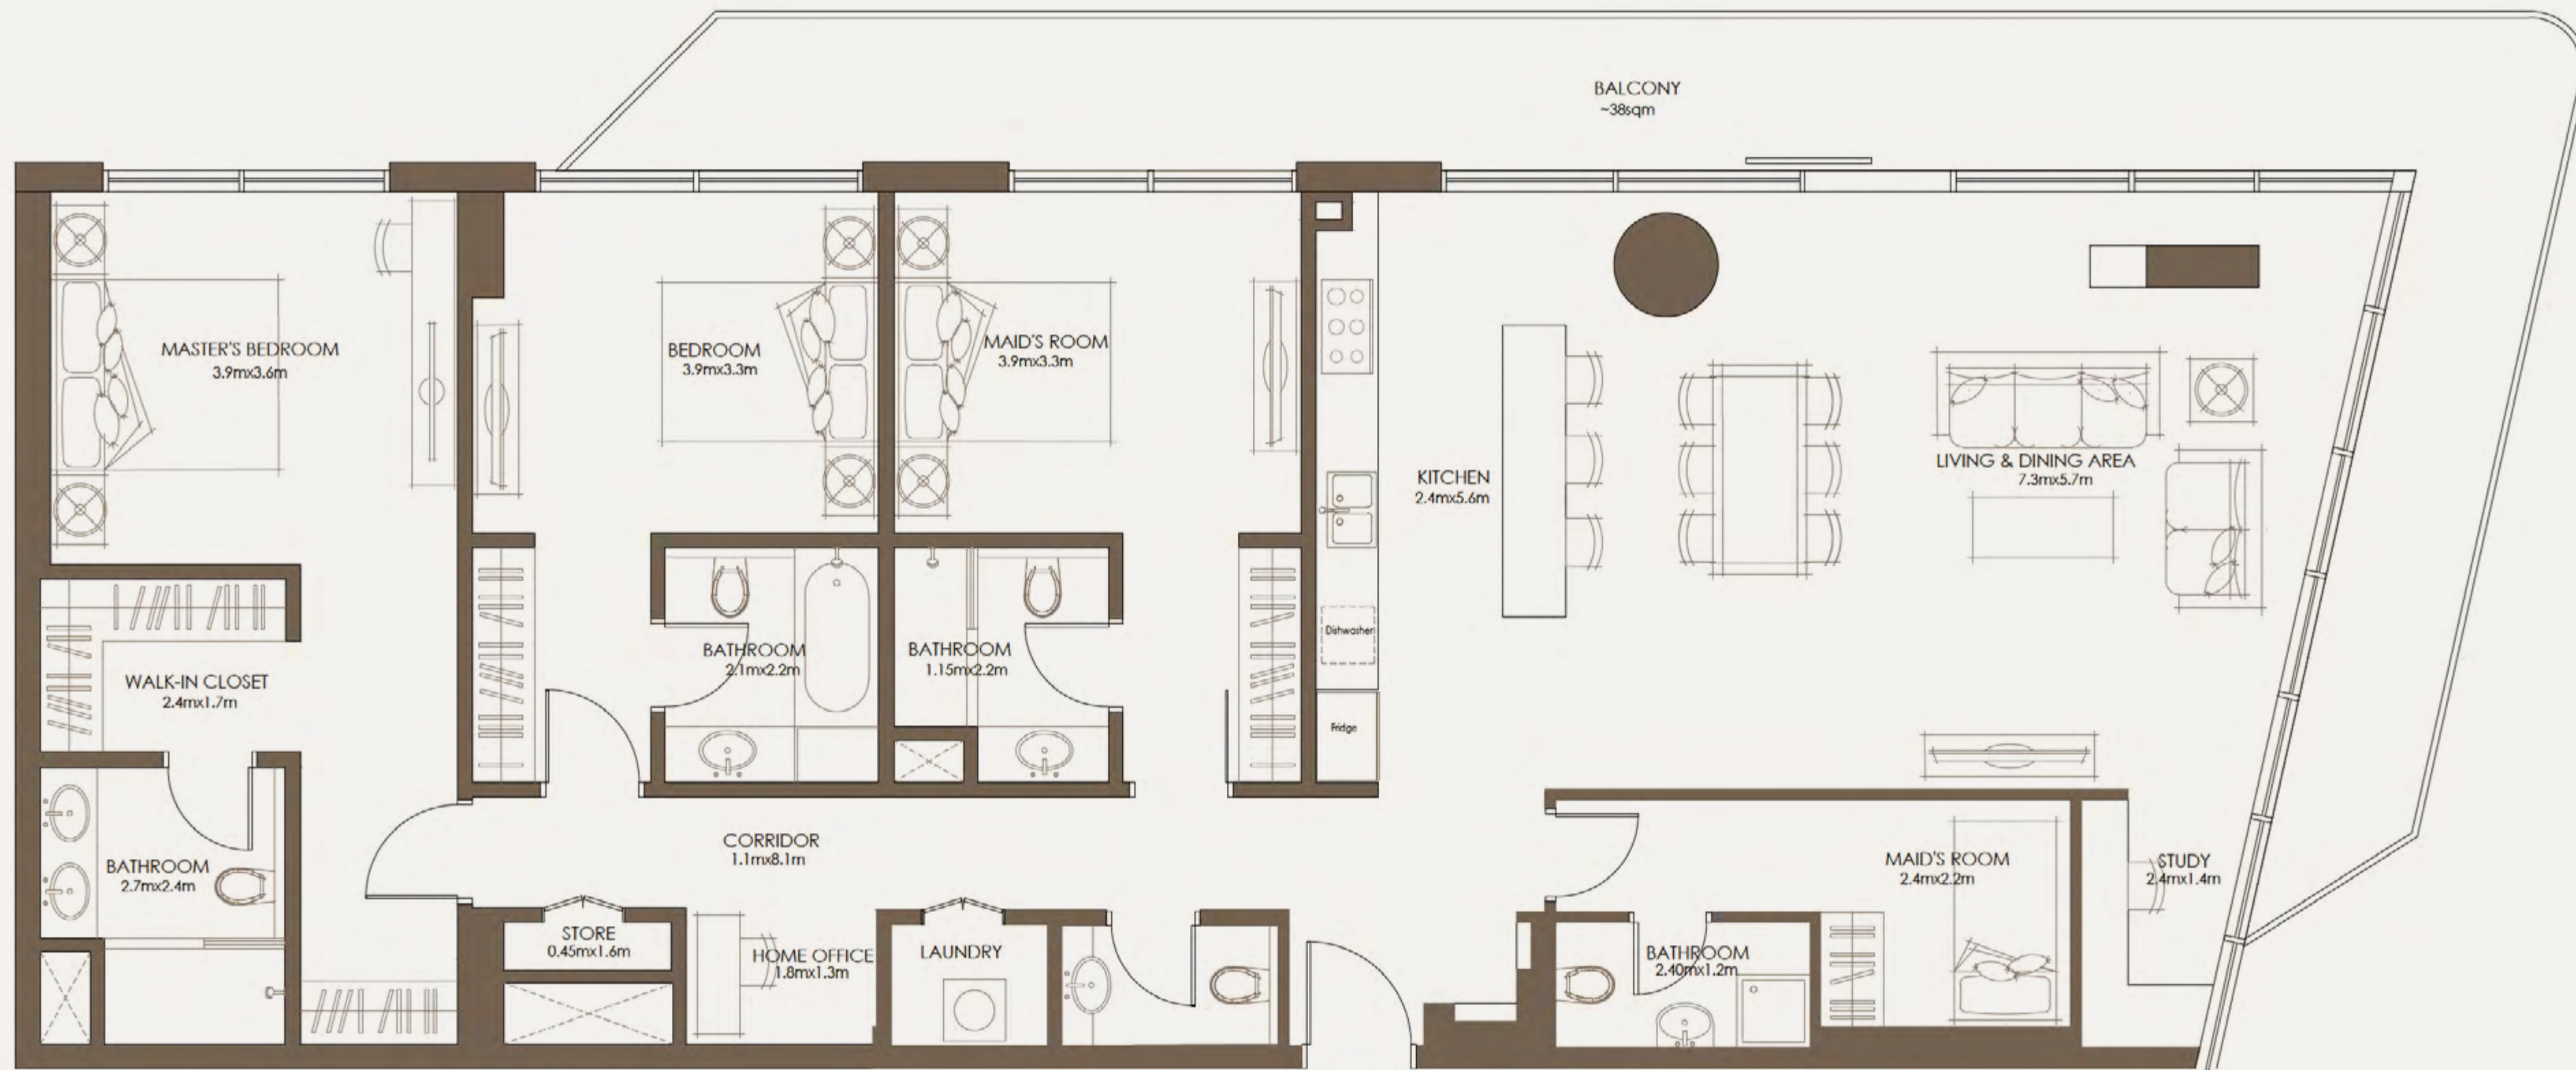 BALCONY
~38sqm
MASTER'S BEDROOM
3.9mx3.6m
BEDROOM
3.9mx3.3m
MAID'S ROOM
3.9mx3.3m
KITCHEN
2.4mx5.6m
LIVING & DINING AREA
7.3mx5.7m
Dishwasher
WALK-IN CLOSET
2.4mx1.7m
BATHROOM
2.1mx2.2m
BATHROOM
1.15mx2.2m
Fridge
BATHROOM
2.7mx2.4m
CORRIDOR
1.1mx8.1m
MAID'S ROOM
2.4mx2.2m
STUDY
2.4mx1.4m
STORE
0.45mx1.6m
HOME OFFICE
1.8mx1.3m
LAUNDRY
BATHROOM
2.40mx1.2m